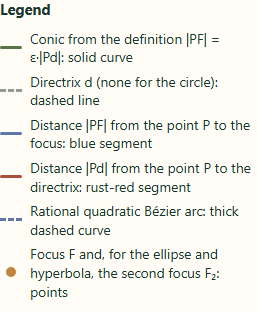 Legend
Conic from the definition |PF| =
ε·|Pd|: solid curve
Directrix d (none for the circle):
dashed line
Distance |PF| from the point P to the
focus: blue segment
Distance |Pd| from the point P to the
directrix: rust-red segment
Rational quadratic Bézier arc: thick
dashed curve
Focus F and, for the ellipse and
hyperbola, the second focus F₂:
points